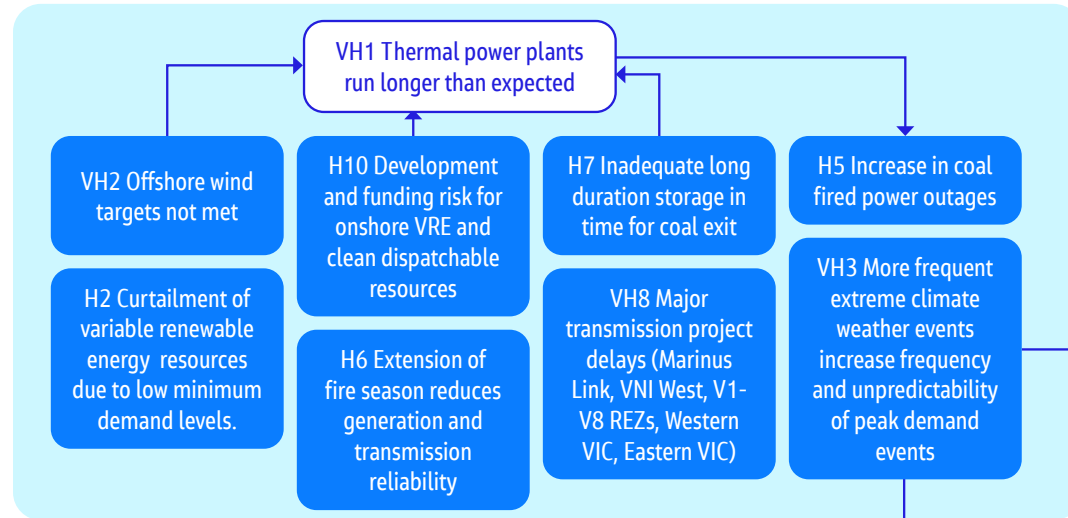 VH1 Thermal power plants
run longer than expected
VH2 Offshore wind
targets not met
H10 Development
and funding risk for
onshore VRE and
clean dispatchable
resources
H7 Inadequate long
duration storage in
time for coal exit
H5 Increase in coal
fired power outages
H2 Curtailment of
variable renewable
energy  resources
due to low minimum
demand levels.
H6 Extension of
fire season reduces
generation and
transmission
reliability
VH8 Major
transmission project
delays (Marinus
Link, VNI West, V1-
V8 REZs, Western
VIC, Eastern VIC)
VH3 More frequent
extreme climate
weather events
increase frequency
and unpredictability
of peak demand
events